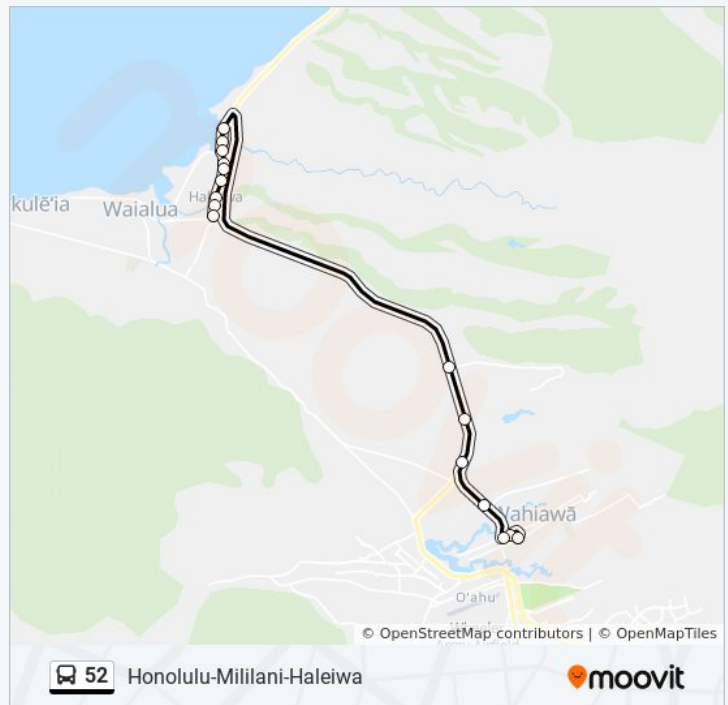 kulē'ia
Waialua
Wahiawā
O'ahu
© OpenStreetMap contributors | © OpenMapTiles
52 Honolulu-Mililani-Haleiwa
moovit